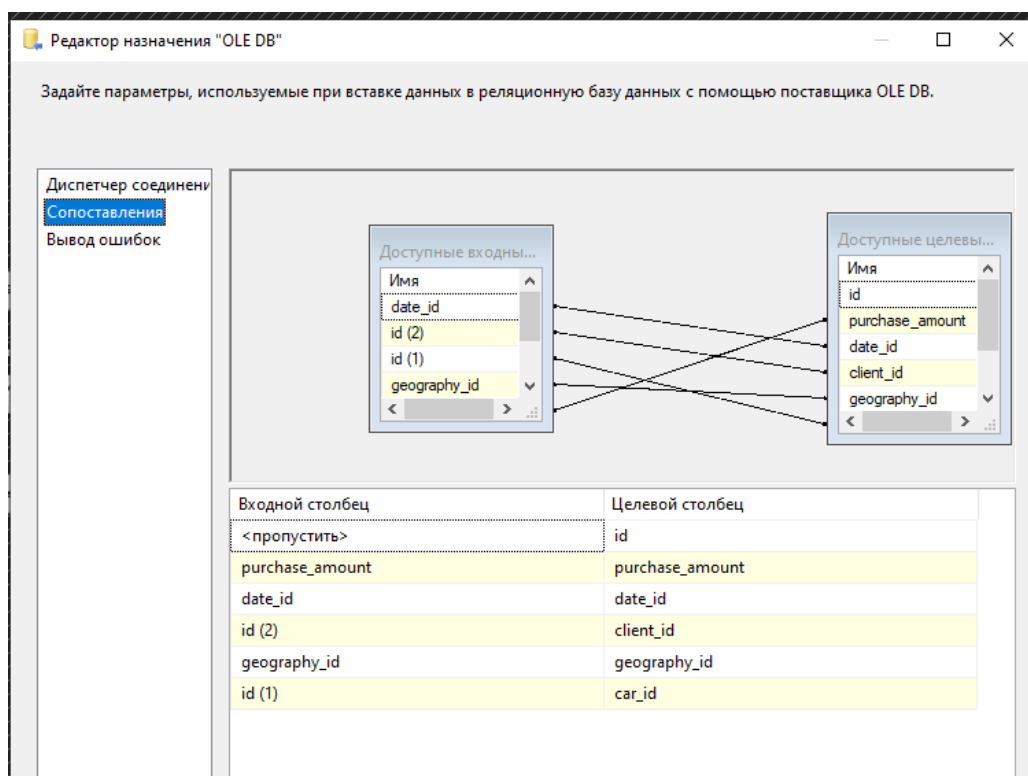 Редактор назначения "OLE DB"
Задайте параметры, используемые при вставке данных в реляционную базу данных с помощью поставщика OLE DB.
Диспетчер соединени
Сопоставления
Вывод ошибок
Доступные входны...
Имя
date_id
id (2)
id (1)
geography_id
Доступные целевы...
Имя
id
purchase_amount
date_id
client_id
geography_id
Входной столбец Целевой столбец
<пропустить> id
purchase_amount purchase_amount
date_id date_id
id (2) client_id
geography_id geography_id
id (1) car_id